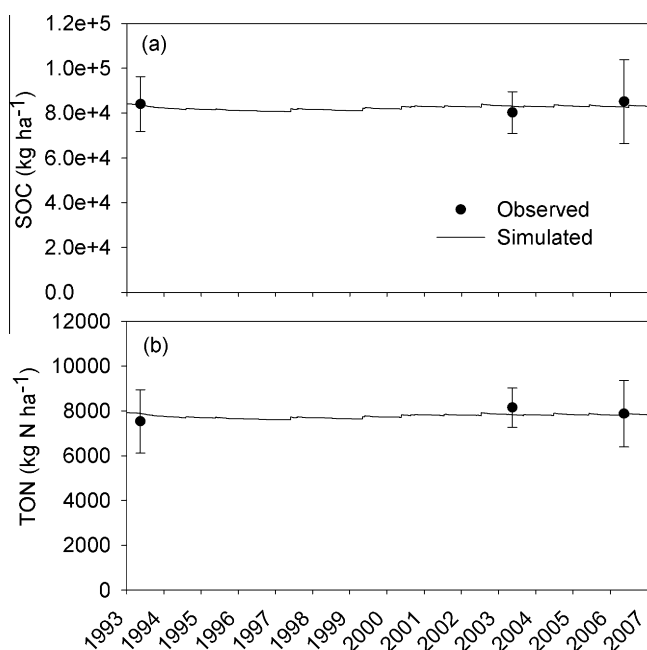 1.2e+5
(a)
1.0e+5
8.0e+4
6.0e+4
4.0e+4
2.0e+4
0.0
SOC (kg ha⁻¹)
Observed
Simulated
12000
(b)
10000
8000
6000
4000
2000
0
TON (kg N ha⁻¹)
1993 1994 1995 1996 1997 1998 1999 2000 2001 2002 2003 2004 2005 2006 2007